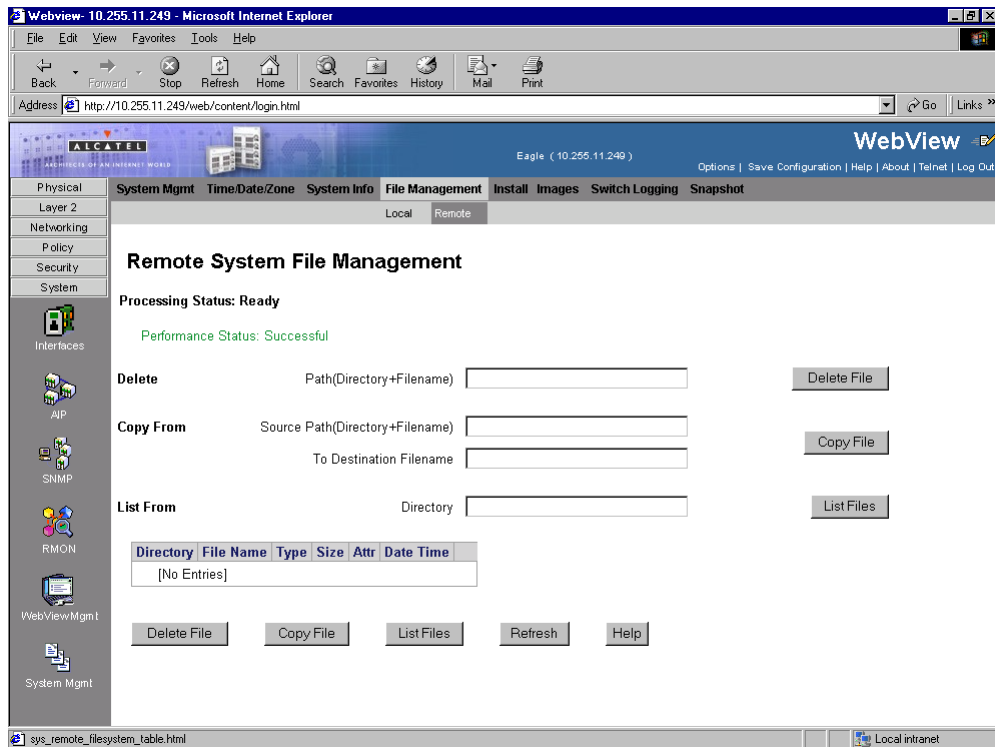 Webview- 10.255.11.249 - Microsoft Internet Explorer
File Edit View Favorites Tools Help
Back Forward Stop Refresh Home Search Favorites History Mail Print
Address http://10.255.11.249/web/content/login.html Go Links »
ALCATEL
ARCHITECTS OF AN INTERNET WORLD
Eagle ( 10.255.11.249 )
WebView
Options | Save Configuration | Help | About | Telnet | Log Out
Physical
Layer 2
Networking
Policy
Security
System
Interfaces
AIP
SNMP
RMON
WebViewMgmt
System Mgmt
System Mgmt Time/Date/Zone System Info File Management Install Images Switch Logging Snapshot
Local Remote
Remote System File Management
Processing Status: Ready
Performance Status: Successful
Delete Path(Directory+Filename) Delete File
Copy From Source Path(Directory+Filename)
To Destination Filename
Copy File
List From Directory List Files
Directory File Name Type Size Attr Date Time
[No Entries]
Delete File Copy File List Files Refresh Help
sys_remote_filesystem_table.html Local intranet